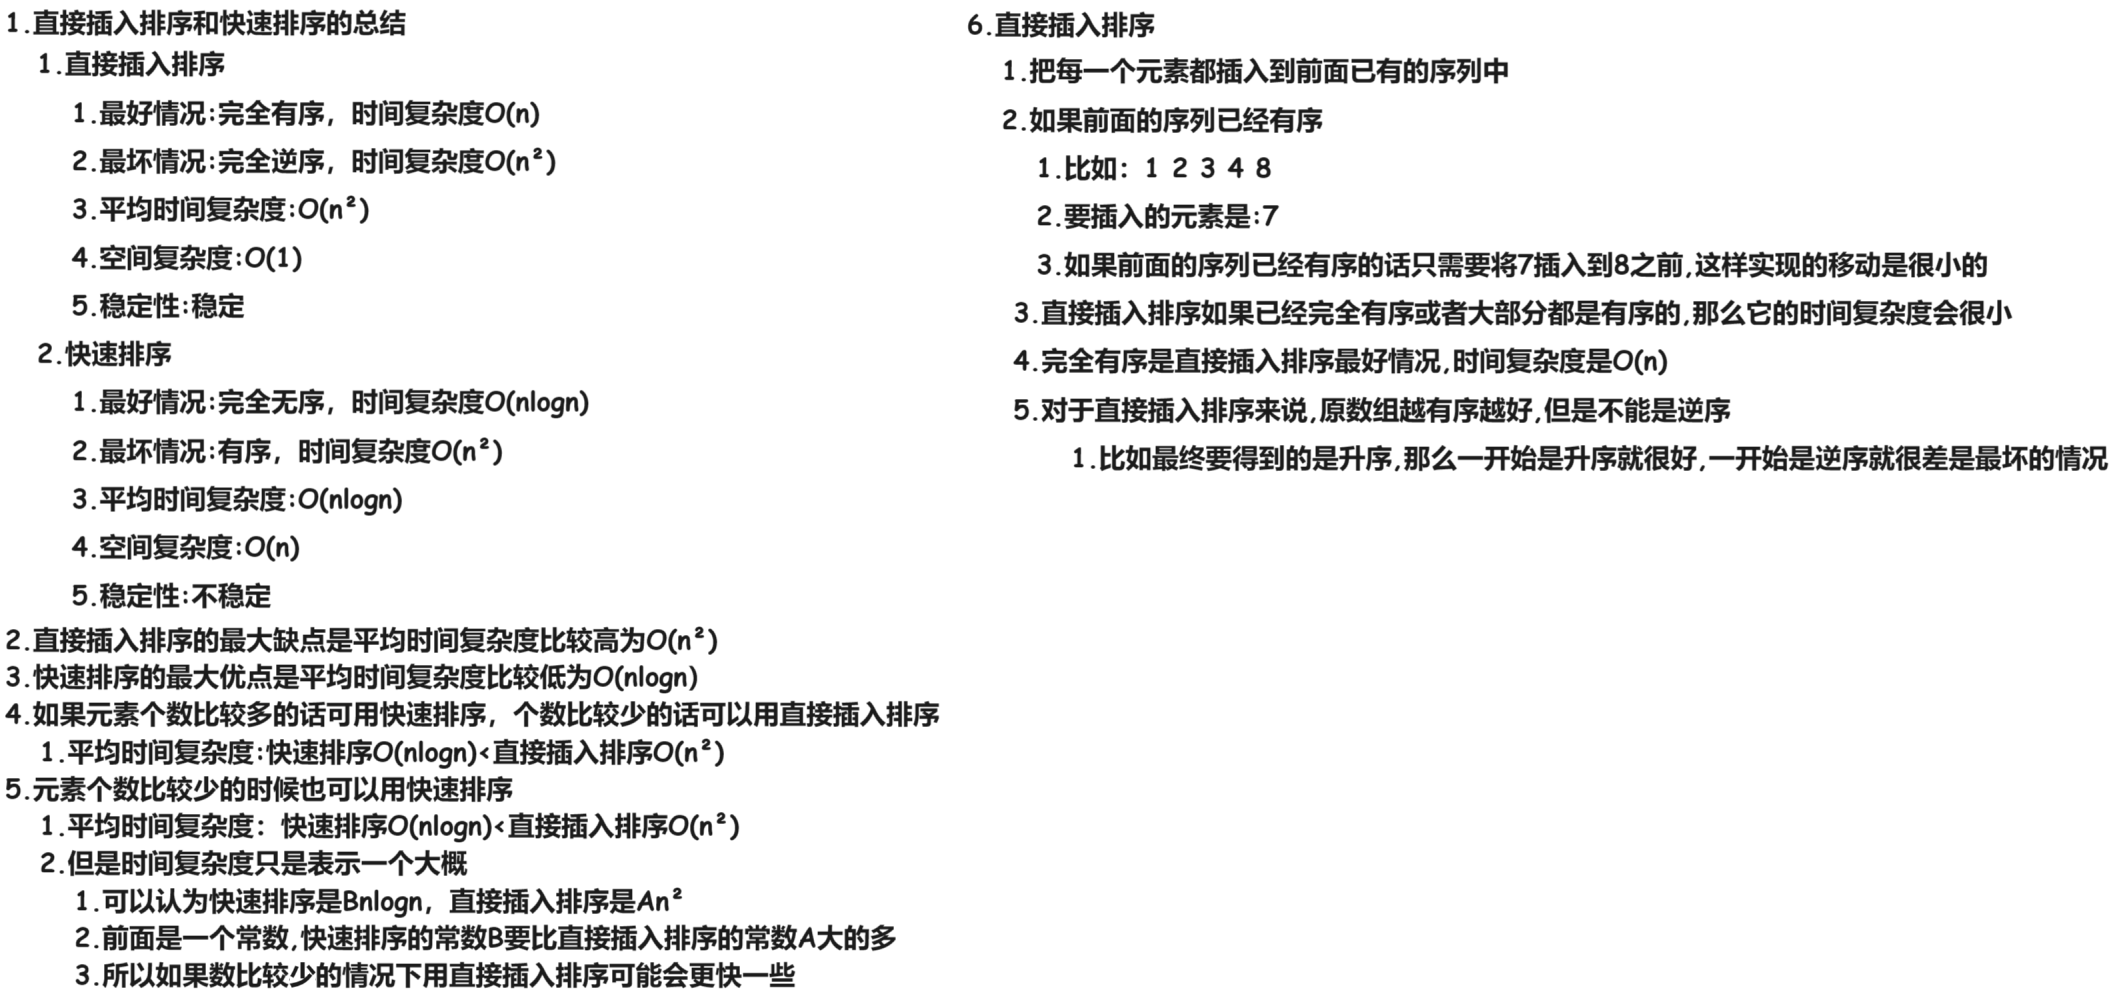 1.直接插入排序和快速排序的总结
1.直接插入排序
1.最好情况:完全有序，时间复杂度O(n)
2.最坏情况:完全逆序，时间复杂度O(n²)
3.平均时间复杂度:O(n²)
4.空间复杂度:O(1)
5.稳定性:稳定
2.快速排序
1.最好情况:完全无序，时间复杂度O(nlogn)
2.最坏情况:有序，时间复杂度O(n²)
3.平均时间复杂度:O(nlogn)
4.空间复杂度:O(n)
5.稳定性:不稳定
2.直接插入排序的最大缺点是平均时间复杂度比较高为O(n²)
3.快速排序的最大优点是平均时间复杂度比较低为O(nlogn)
4.如果元素个数比较多的话可用快速排序，个数比较少的话可以用直接插入排序
1.平均时间复杂度:快速排序O(nlogn)<直接插入排序O(n²)
5.元素个数比较少的时候也可以用快速排序
1.平均时间复杂度：快速排序O(nlogn)<直接插入排序O(n²)
2.但是时间复杂度只是表示一个大概
1.可以认为快速排序是Bnlogn，直接插入排序是An²
2.前面是一个常数,快速排序的常数B要比直接插入排序的常数A大的多
3.所以如果数比较少的情况下用直接插入排序可能会更快一些
6.直接插入排序
1.把每一个元素都插入到前面已有的序列中
2.如果前面的序列已经有序
1.比如：1 2 3 4 8
2.要插入的元素是:7
3.如果前面的序列已经有序的话只需要将7插入到8之前,这样实现的移动是很小的
3.直接插入排序如果已经完全有序或者大部分都是有序的,那么它的时间复杂度会很小
4.完全有序是直接插入排序最好情况,时间复杂度是O(n)
5.对于直接插入排序来说,原数组越有序越好,但是不能是逆序
1.比如最终要得到的是升序,那么一开始是升序就很好,一开始是逆序就很差是最坏的情况